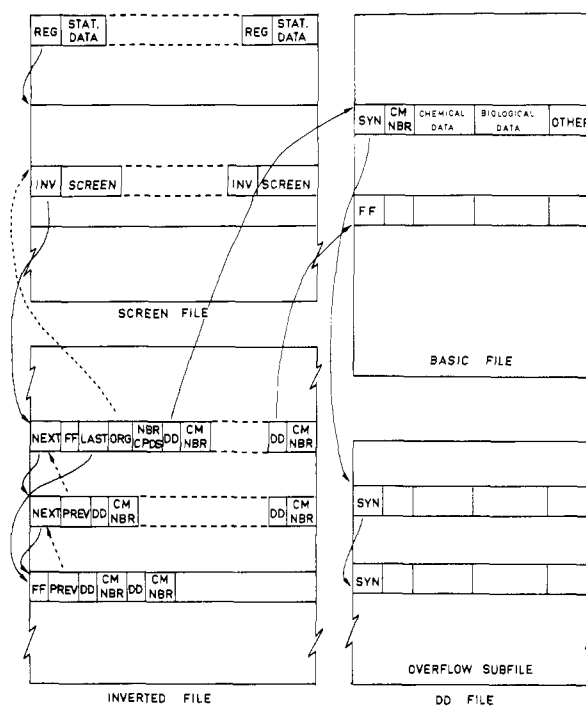 REG STAT. DATA REG STAT. DATA
INV SCREEN INV SCREEN
SCREEN FILE
SYN CM NBR CHEMICAL DATA BIOLOGICAL DATA OTHER
FF
BASIC FILE
NEXT FF LAST ORG NBR CPDS DD CM NBR DD CM NBR
NEXT PREV DD CM NBR DD CM NBR
FF PREV DD CM NBR DD CM NBR
INVERTED FILE
SYN
SYN
OVERFLOW SUBFILE
DD FILE